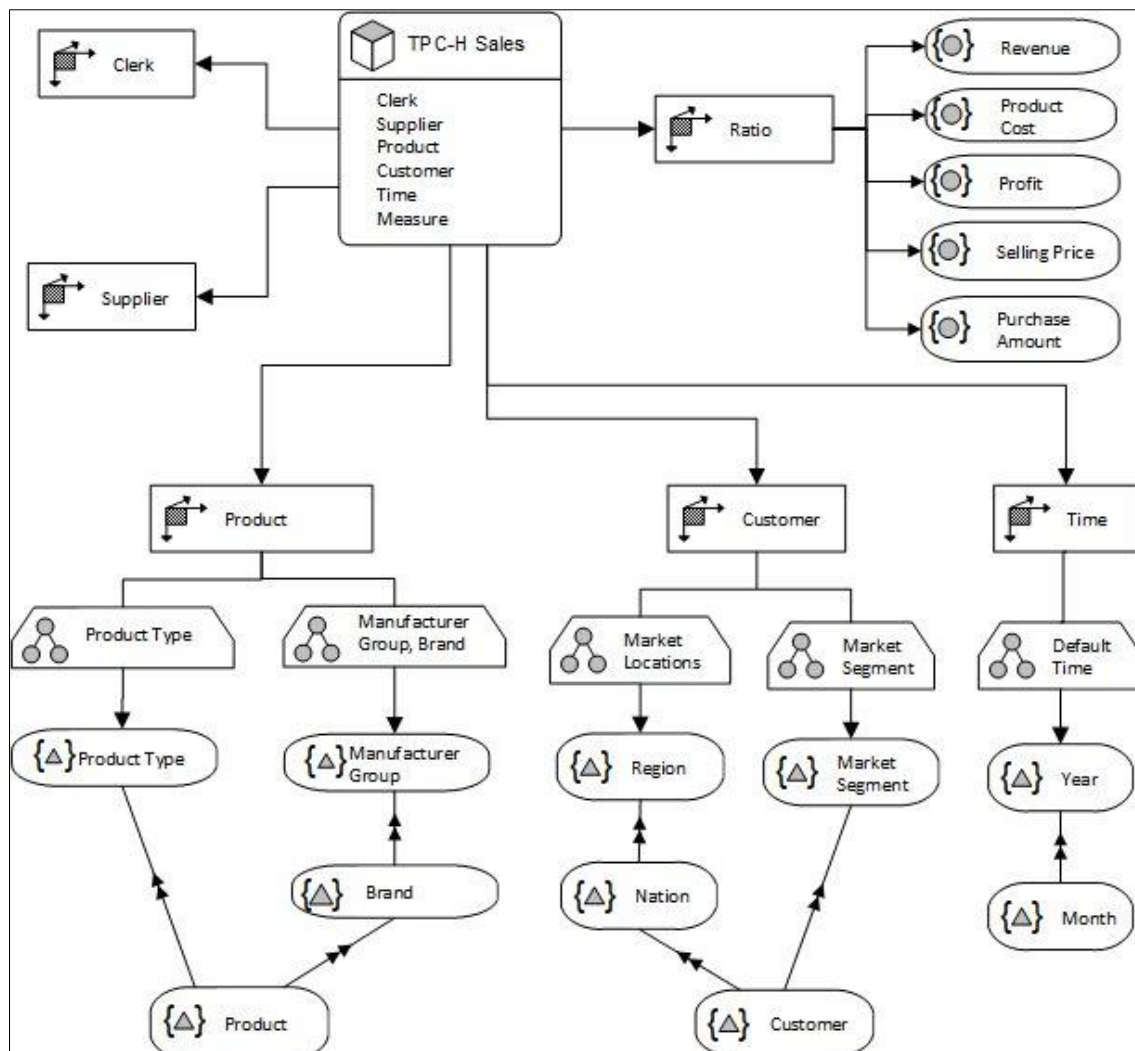 TPC-H Sales
Clerk
Supplier
Product
Customer
Time
Measure
Clerk
Supplier
Ratio
Revenue
Product
Cost
Profit
Selling Price
Purchase
Amount
Product
Customer
Time
Product Type
Manufacturer
Group, Brand
Market
Locations
Market
Segment
Default
Time
Product Type
Manufacturer
Group
Region
Market
Segment
Year
Brand
Nation
Month
Product
Customer